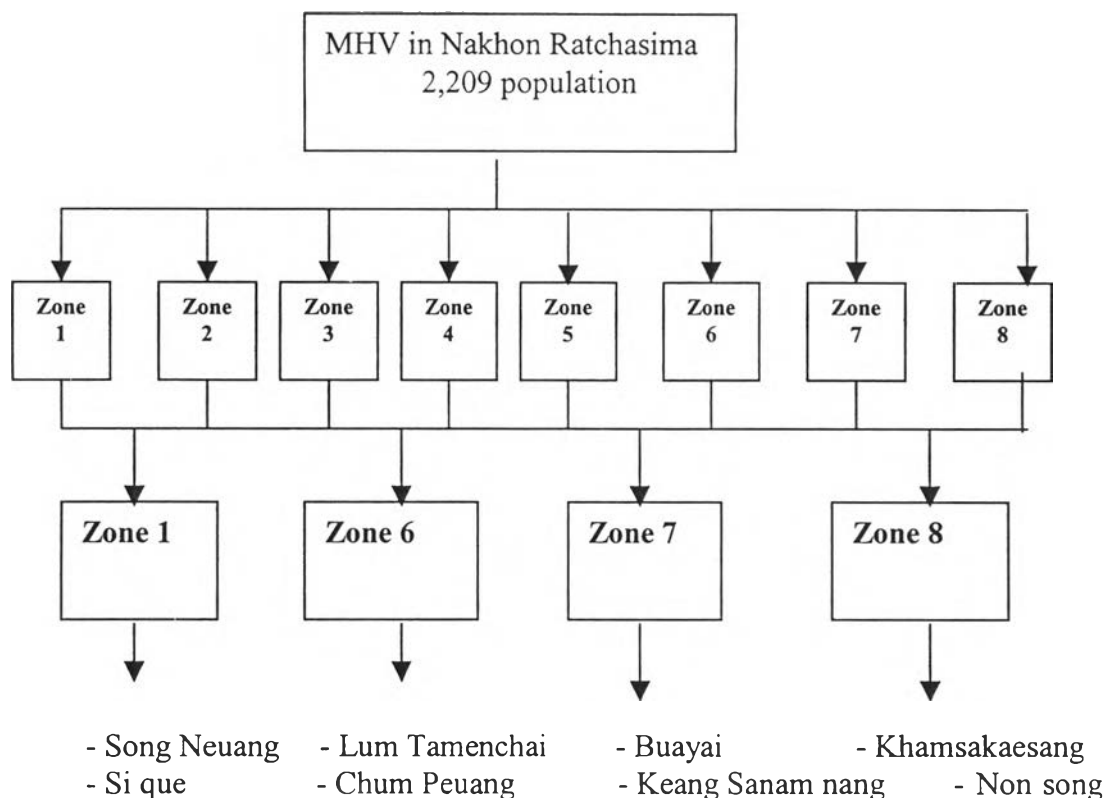 MHV in Nakhon Ratchasima
2,209 population
Zone Zone Zone Zone Zone Zone Zone Zone
1 2 3 4 5 6 7 8
Zone 1 Zone 6 Zone 7 Zone 8
- Song Neuang - Lum Tamenchai - Buayai - Khamsakaesang
- Si que - Chum Peuang - Keang Sanam nang - Non song